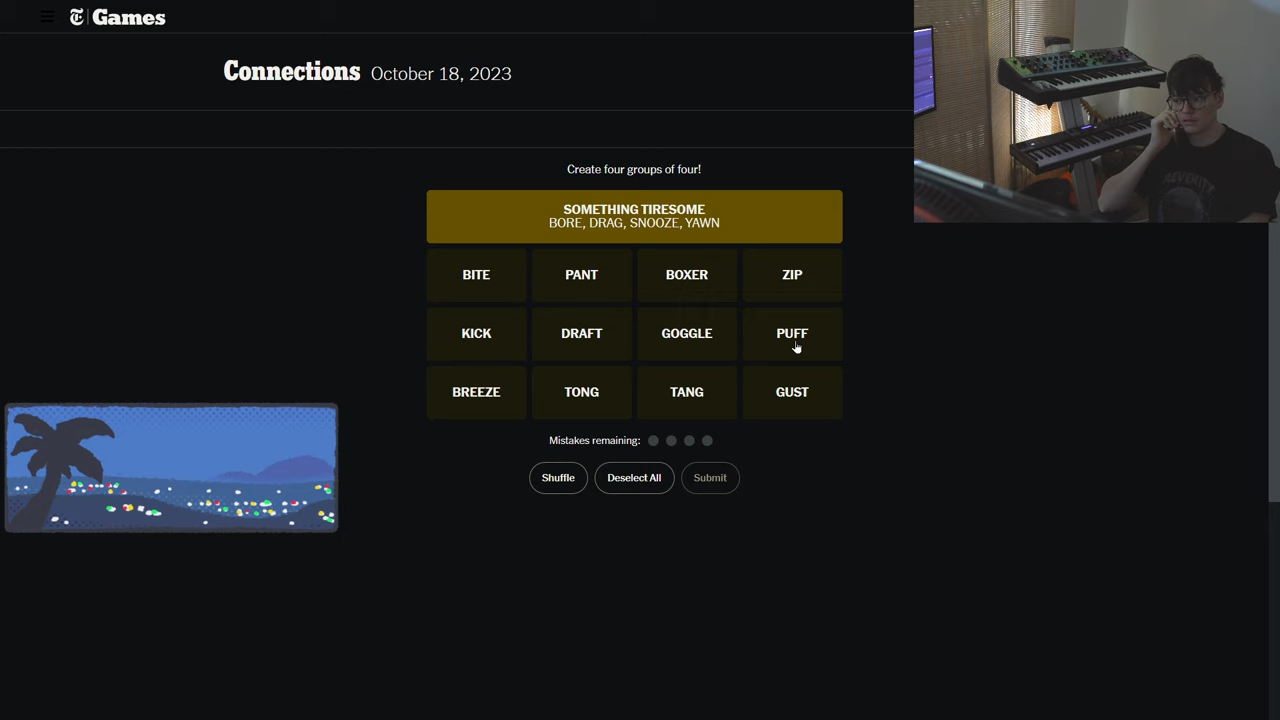 Games
Connections October 18, 2023
Create four groups of four!
SOMETHING TIRESOME
BORE, DRAG, SNOOZE, YAWN
BITE PANT BOXER ZIP
KICK DRAFT GOGGLE PUFF
BREEZE TONG TANG GUST
Mistakes remaining:
Shuffle Deselect All Submit